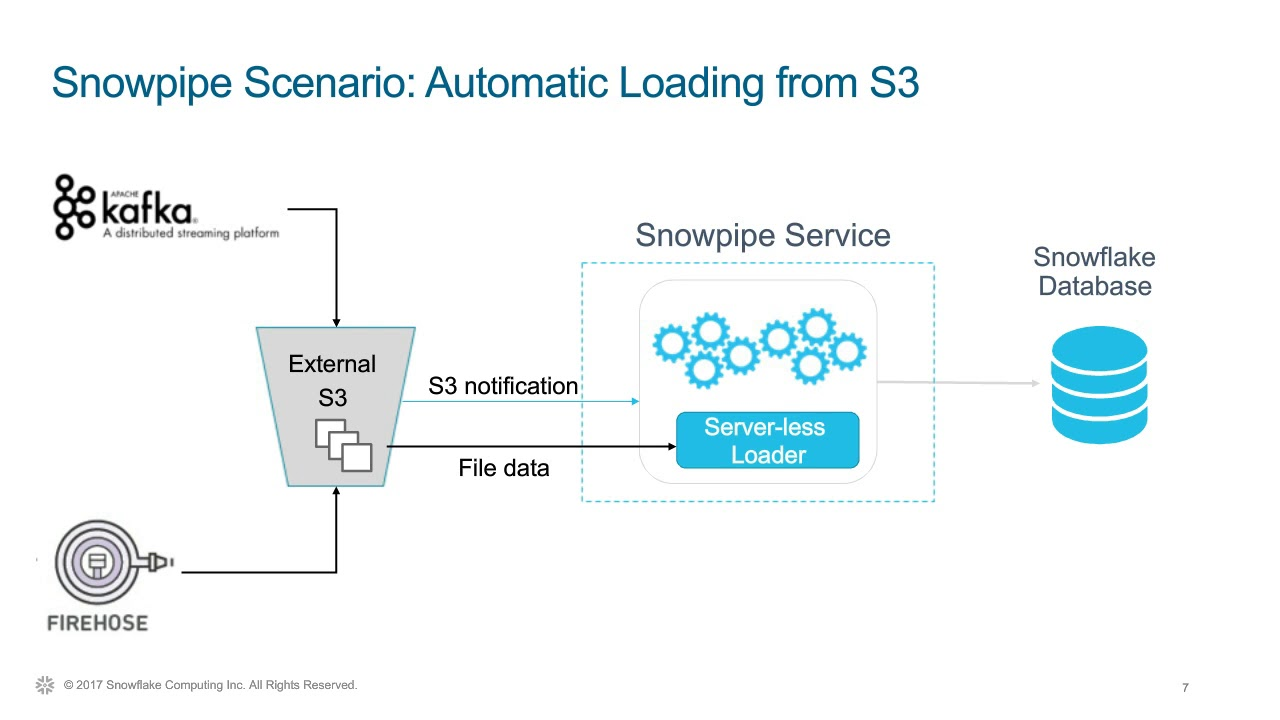 Snowpipe Scenario: Automatic Loading from S3
APACHE
kafka®
A distributed streaming platform
Snowpipe Service
Snowflake
Database
External
S3
S3 notification
Server-less
Loader
File data
FIREHOSE
© 2017 Snowflake Computing Inc. All Rights Reserved.
7